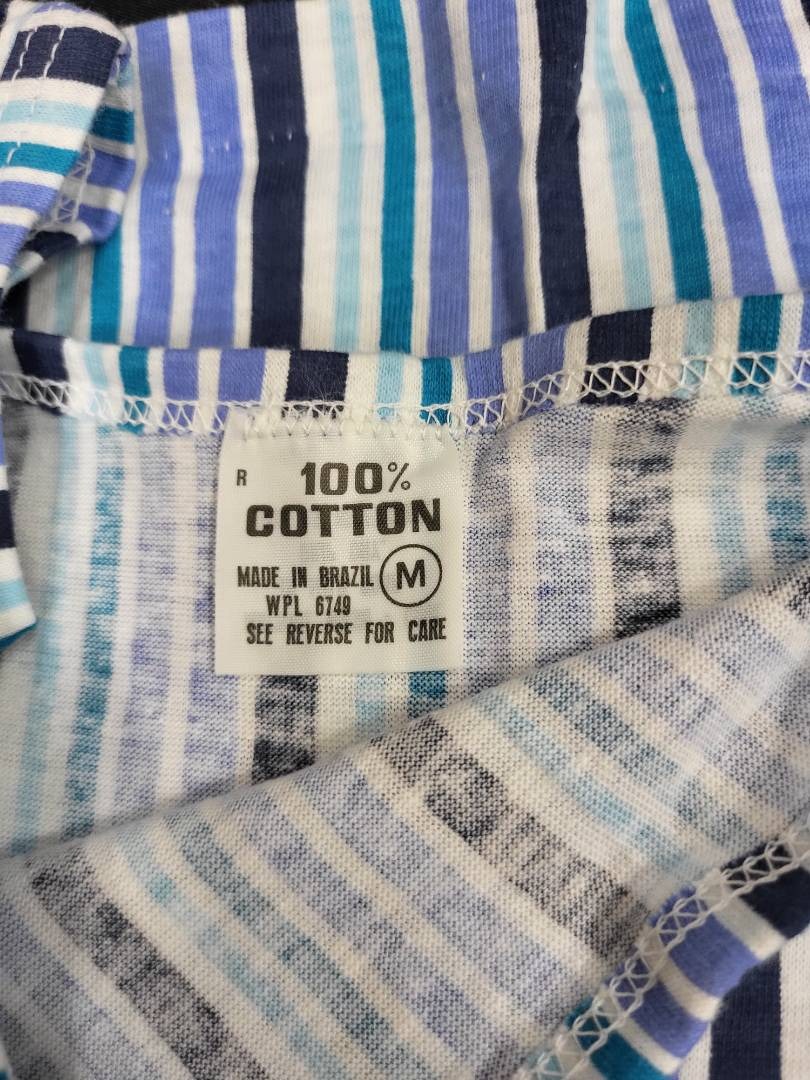 R 100%
COTTON
MADE IN BRAZIL M
WPL 6749
SEE REVERSE FOR CARE